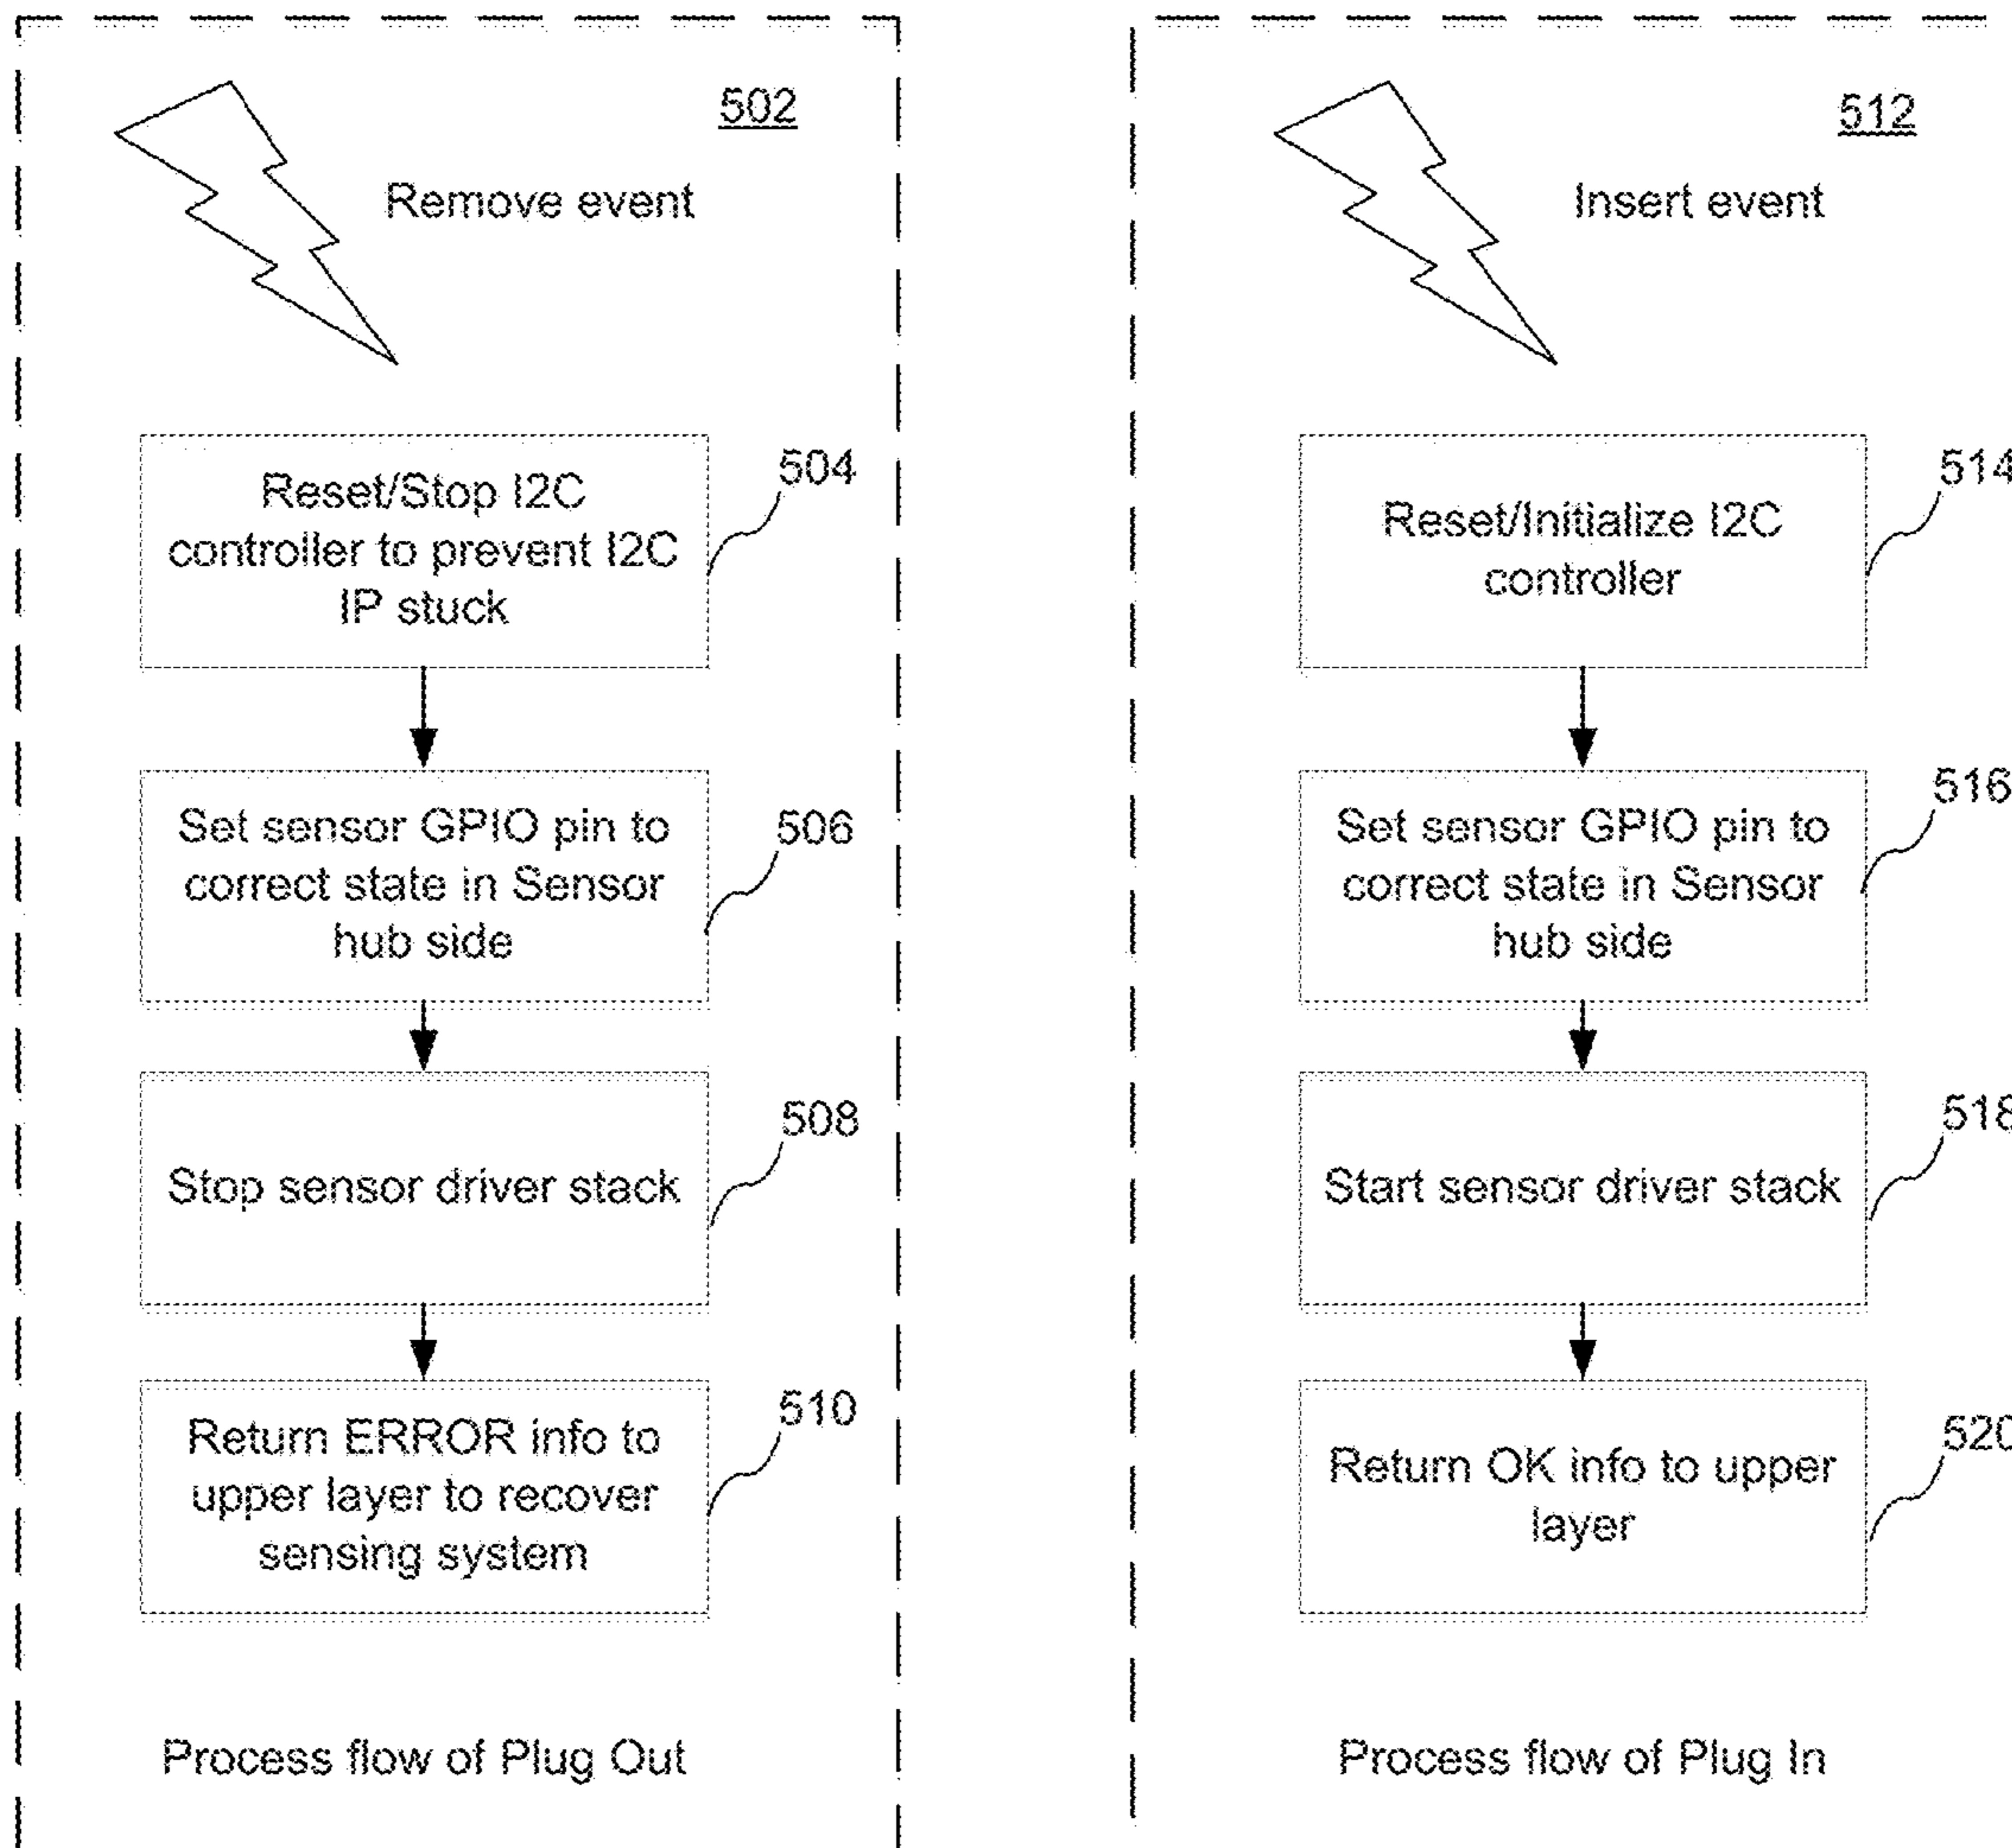 502
Remove event
Reset/Stop I2C
controller to prevent I2C
IP stuck
504
Set sensor GPIO pin to
correct state in Sensor
hub side
506
Stop sensor driver stack
508
Return ERROR info to
upper layer to recover
sensing system
510
Process flow of Plug Out
512
Insert event
Reset/Initialize I2C
controller
514
Set sensor GPIO pin to
correct state in Sensor
hub side
516
Start sensor driver stack
518
Return OK info to upper
layer
520
Process flow of Plug In